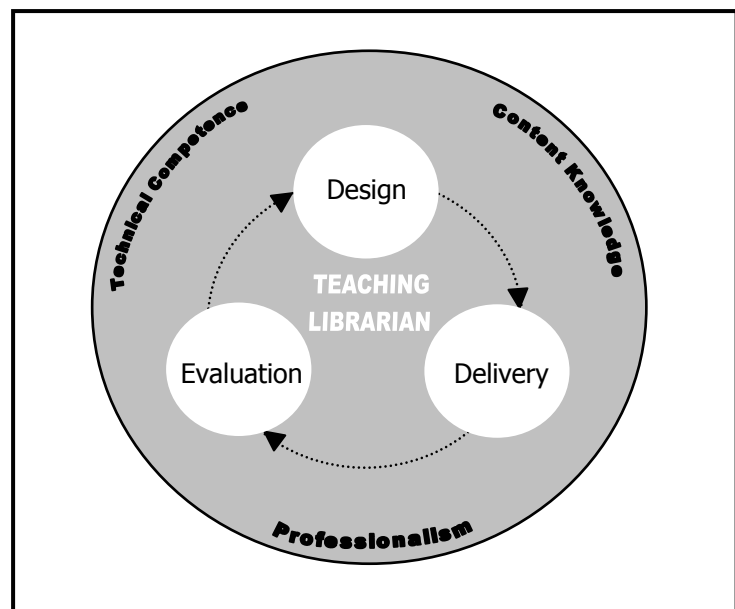 Technical Competence
Content Knowledge
Design
TEACHING
LIBRARIAN
Evaluation
Delivery
Professionalism